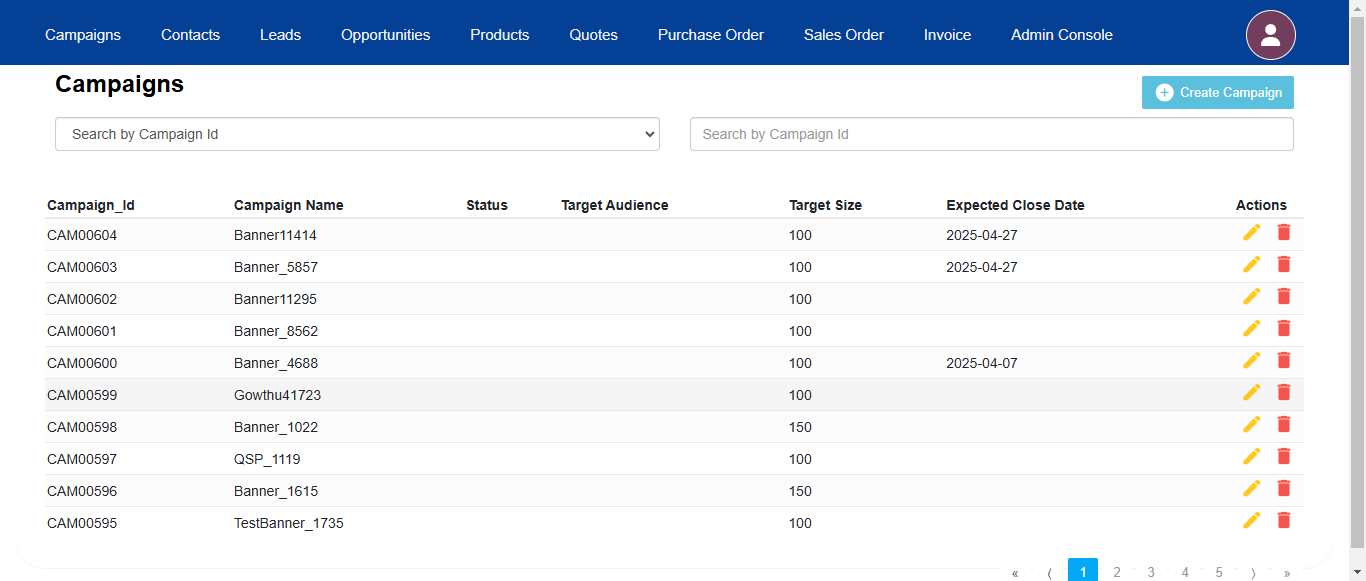 Campaigns Contacts Leads Opportunities Products Quotes Purchase Order Sales Order Invoice Admin Console
Campaigns
Create Campaign
Search by Campaign Id Search by Campaign Id
Campaign_Id Campaign Name Status Target Audience Target Size Expected Close Date Actions
CAM00604 Banner11414 100 2025-04-27
CAM00603 Banner_5857 100 2025-04-27
CAM00602 Banner11295 100
CAM00601 Banner_8562 100
CAM00600 Banner_4688 100 2025-04-07
CAM00599 Gowthu41723 100
CAM00598 Banner_1022 150
CAM00597 QSP_1119 100
CAM00596 Banner_1615 150
CAM00595 TestBanner_1735 100
« ⟨ 1 2 3 4 5 ⟩ »